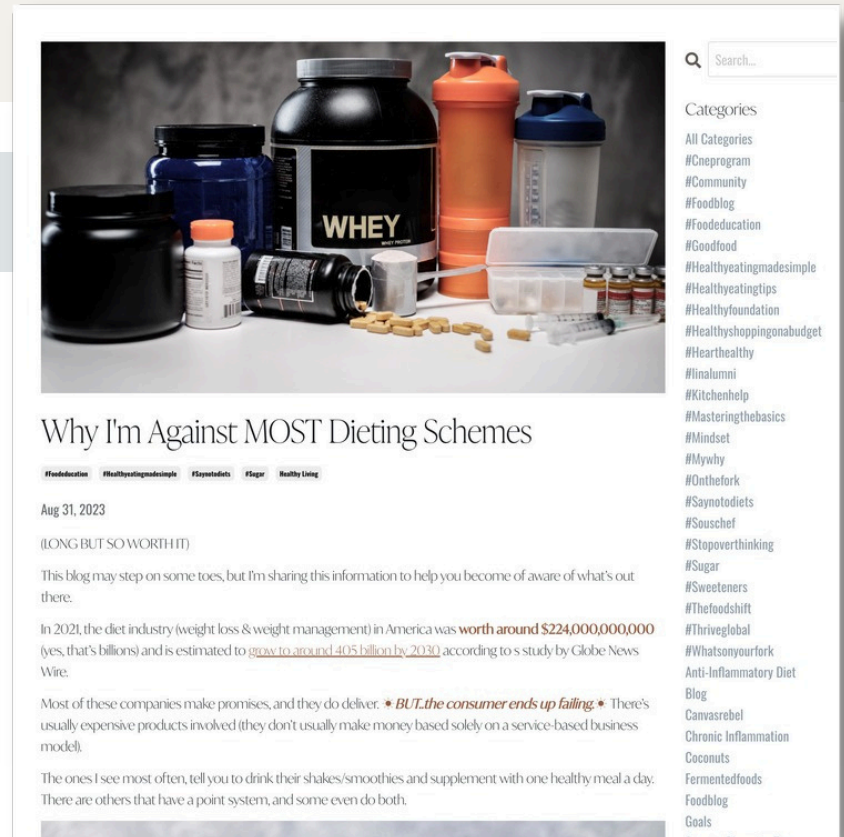 WHEY
WHEY PROTEIN
Search...
Categories
All Categories
#Cneprogram
#Community
#Foodblog
#Foodeducation
#Goodfood
#Healthyeatingmadesimple
#Healthyeatingtips
#Healthyfoundation
#Healthyshoppingonabudget
#Hearthealthy
#Iinalumni
#Kitchenhelp
#Masteringthebasics
#Mindset
#Mywhy
#Onthefork
#Saynotodiets
#Souschef
#Stopoverthinking
#Sugar
#Sweeteners
#Thefoodshift
#Thriveglobal
#Whatsonyourfork
Anti-Inflammatory Diet
Blog
Canvasrebel
Chronic Inflammation
Coconuts
Fermentedfoods
Foodblog
Goals
Why I'm Against MOST Dieting Schemes
#Foodeducation #Healthyeatingmadesimple #Saynotodiets #Sugar Healthy Living
Aug 31, 2023
(LONG BUT SO WORTH IT)
This blog may step on some toes, but I'm sharing this information to help you become of aware of what's out
there.
In 2021, the diet industry (weight loss & weight management) in America was worth around $224,000,000,000
(yes, that's billions) and is estimated to grow to around 405 billion by 2030 according to s study by Globe News
Wire.
Most of these companies make promises, and they do deliver. ☀BUT..the consumer ends up failing.☀ There's
usually expensive products involved (they don't usually make money based solely on a service-based business
model).
The ones I see most often, tell you to drink their shakes/smoothies and supplement with one healthy meal a day.
There are others that have a point system, and some even do both.